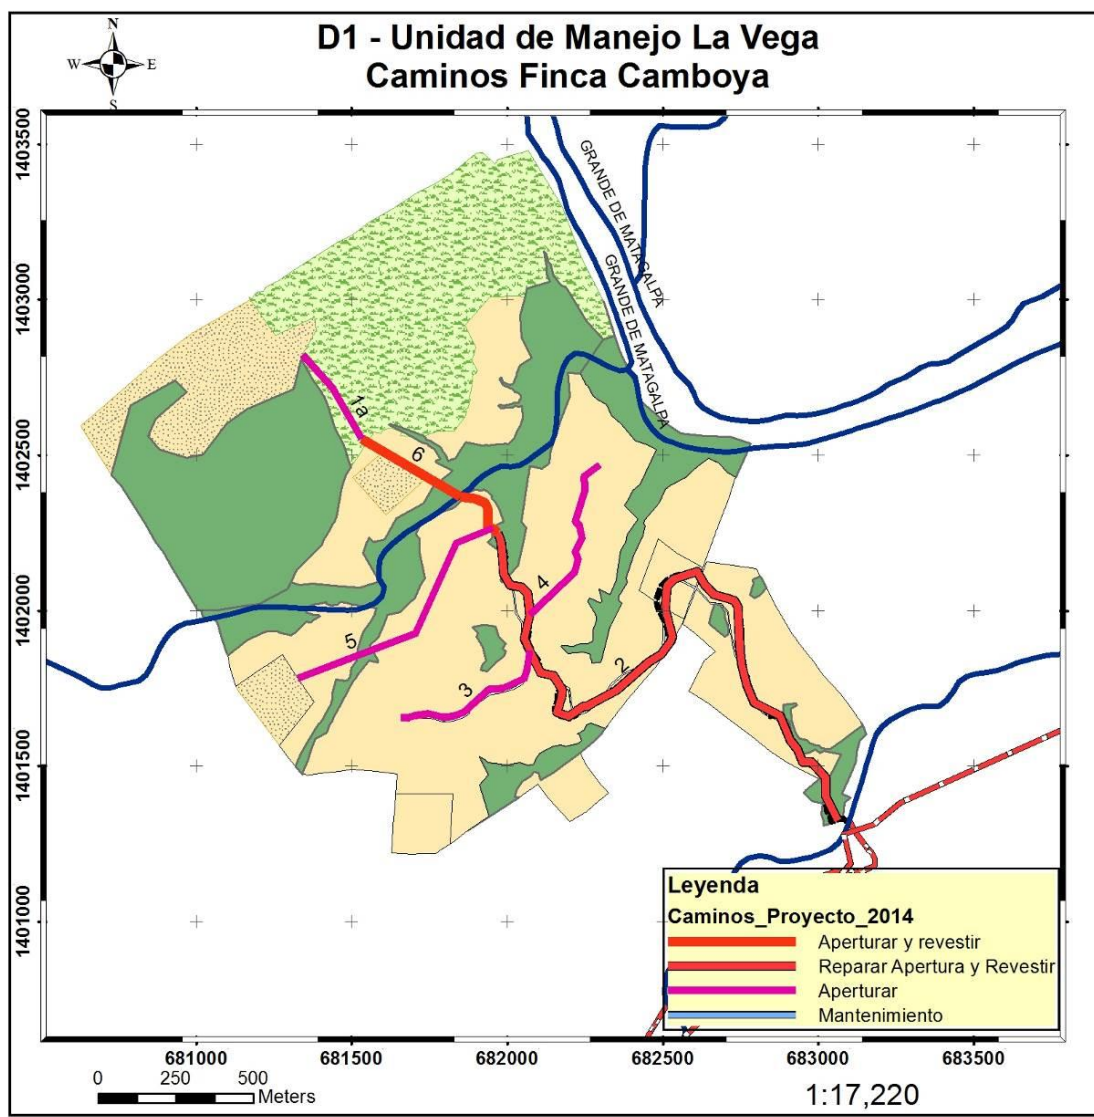 D1 - Unidad de Manejo La Vega
Caminos Finca Camboya
N
W E
S
1403500
1403000
1402500
1402000
1401500
1401000
GRANDE DE MATAGALPA
GRANDE DE MATAGALPA
1a
6
4
5
3
2
Leyenda
Caminos_Proyecto_2014
Aperturar y revestir
Reparar Apertura y Revestir
Aperturar
Mantenimiento
681000 681500 682000 682500 683000 683500
0 250 500
Meters
1:17,220